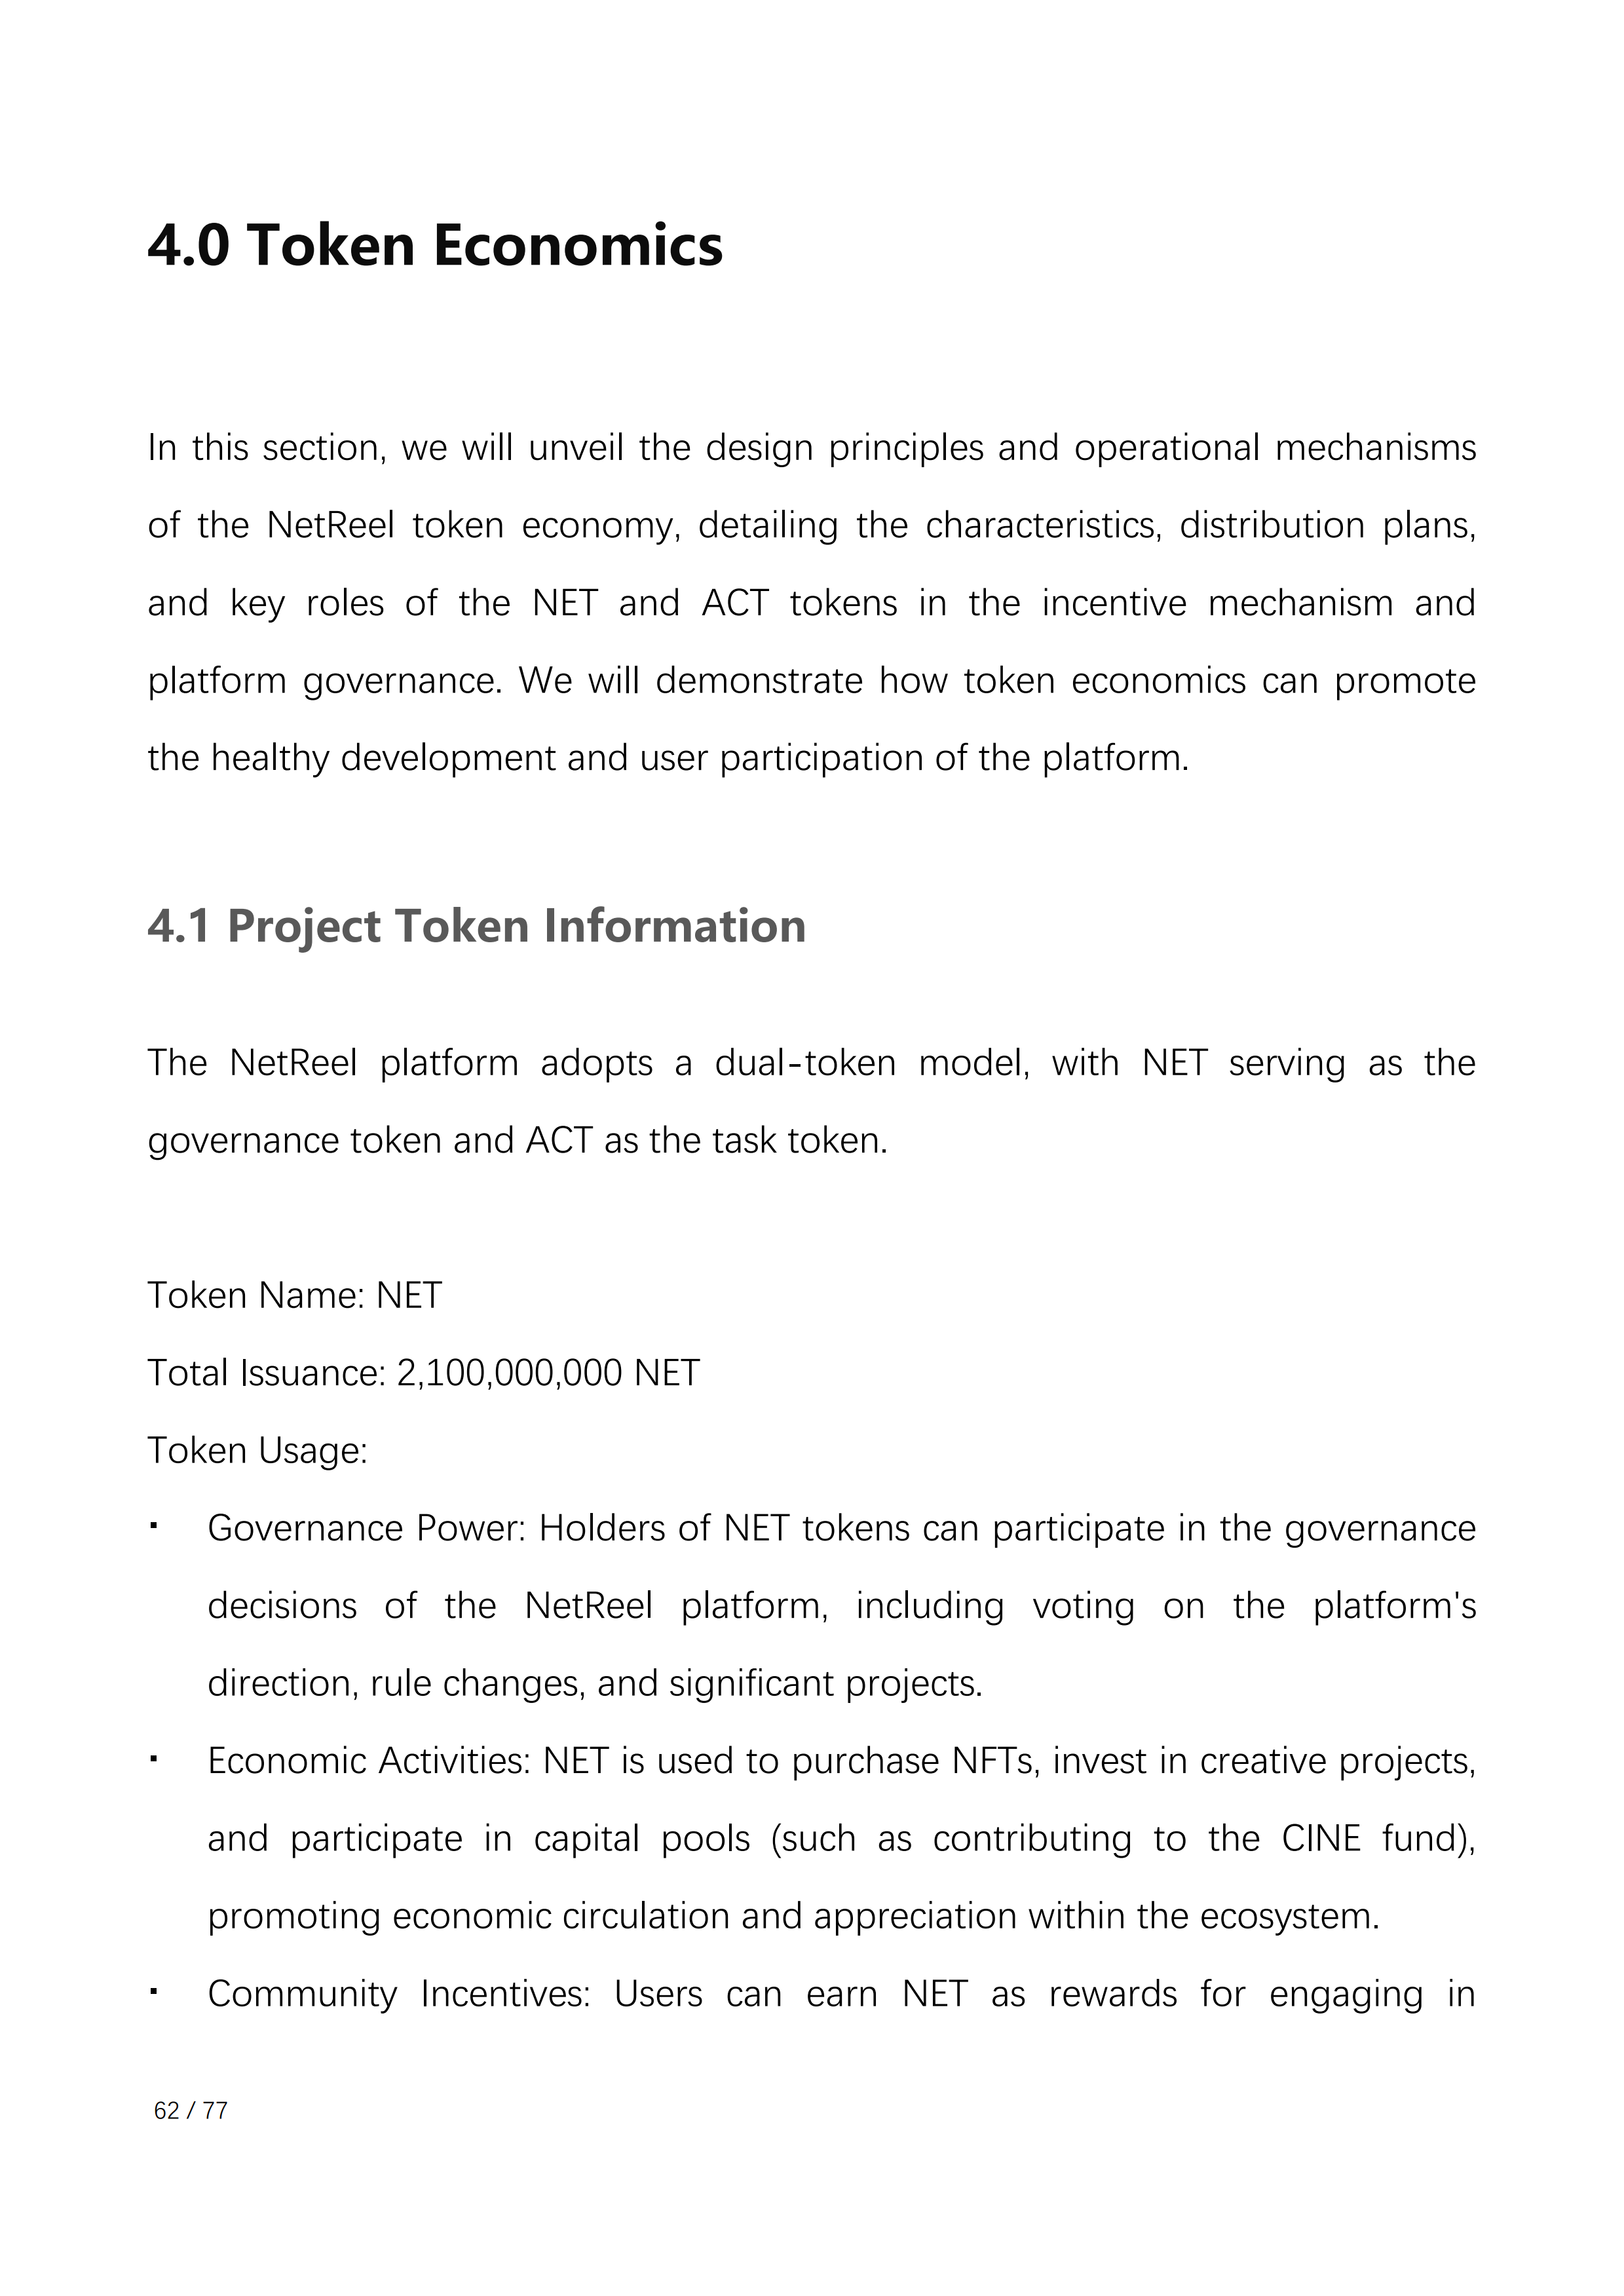 4.0 Token Economics
In this section, we will unveil the design principles and operational mechanisms
of the NetReel token economy, detailing the characteristics, distribution plans,
and key roles of the NET and ACT tokens in the incentive mechanism and
platform governance. We will demonstrate how token economics can promote
the healthy development and user participation of the platform.
4.1 Project Token Information
The NetReel platform adopts a dual-token model, with NET serving as the
governance token and ACT as the task token.
Token Name: NET
Total Issuance: 2,100,000,000 NET
Token Usage:
▪ Governance Power: Holders of NET tokens can participate in the governance
decisions of the NetReel platform, including voting on the platform's
direction, rule changes, and significant projects.
▪ Economic Activities: NET is used to purchase NFTs, invest in creative projects,
and participate in capital pools (such as contributing to the CINE fund),
promoting economic circulation and appreciation within the ecosystem.
▪ Community Incentives: Users can earn NET as rewards for engaging in
62 / 77